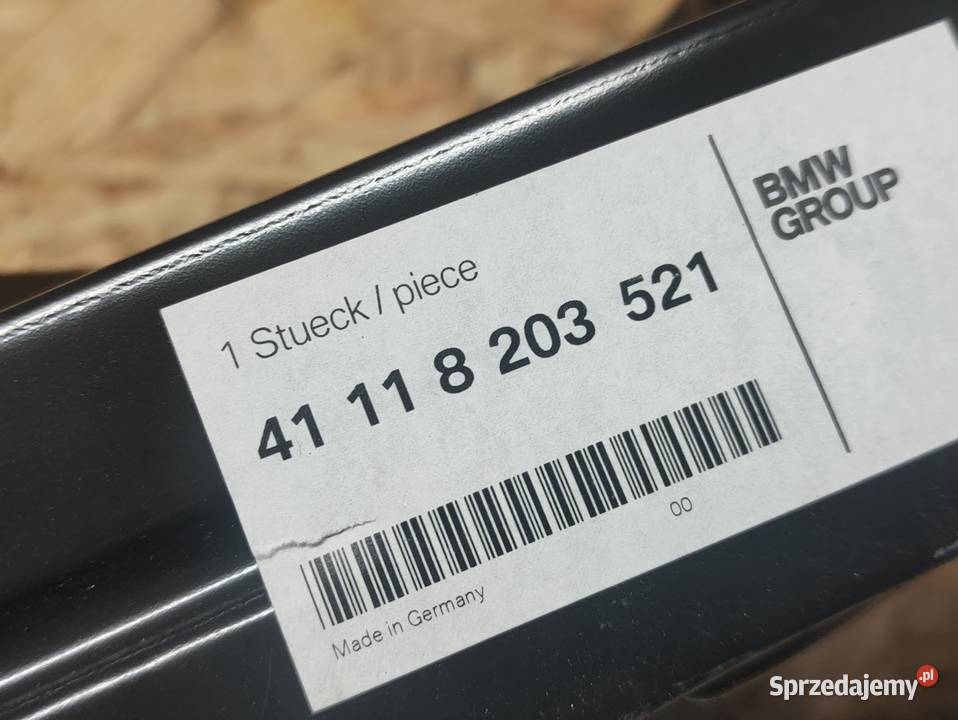 1 Stueck / piece
41 11 8 203 521
BMW
GROUP
00
Made in Germany
Sprzedajemy.pl